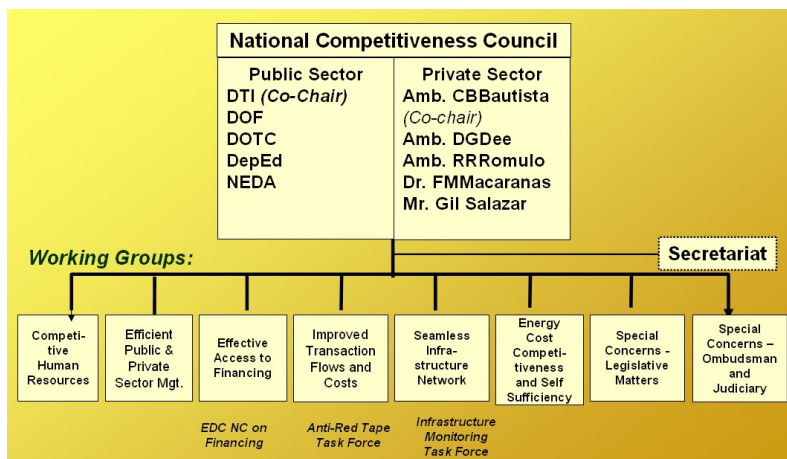 National Competitiveness Council
Public Sector
DTI (Co-Chair)
DOF
DOTC
DepEd
NEDA
Private Sector
Amb. CBBautista
(Co-chair)
Amb. DGDee
Amb. RRRomulo
Dr. FMMacaranas
Mr. Gil Salazar
Secretariat
Working Groups:
Competi-
tive
Human
Resources
Efficient
Public &
Private
Sector Mgt.
Effective
Access to
Financing
Improved
Transaction
Flows and
Costs
Seamless
Infra-
structure
Network
Energy
Cost
Competi-
tiveness
and Self
Sufficiency
Special
Concerns -
Legislative
Matters
Special
Concerns –
Ombudsman
and
Judiciary
EDC NC on
Financing
Anti-Red Tape
Task Force
Infrastructure
Monitoring
Task Force